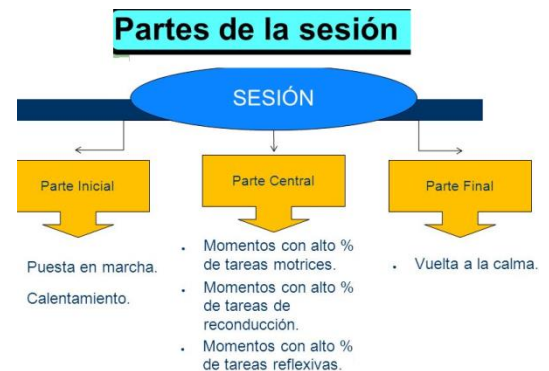 Partes de la sesión
SESIÓN
Parte Inicial
Puesta en marcha.
Calentamiento.
Parte Central
• Momentos con alto %
de tareas motrices.
• Momentos con alto %
de tareas de
reconducción.
• Momentos con alto %
de tareas reflexivas.
Parte Final
• Vuelta a la calma.